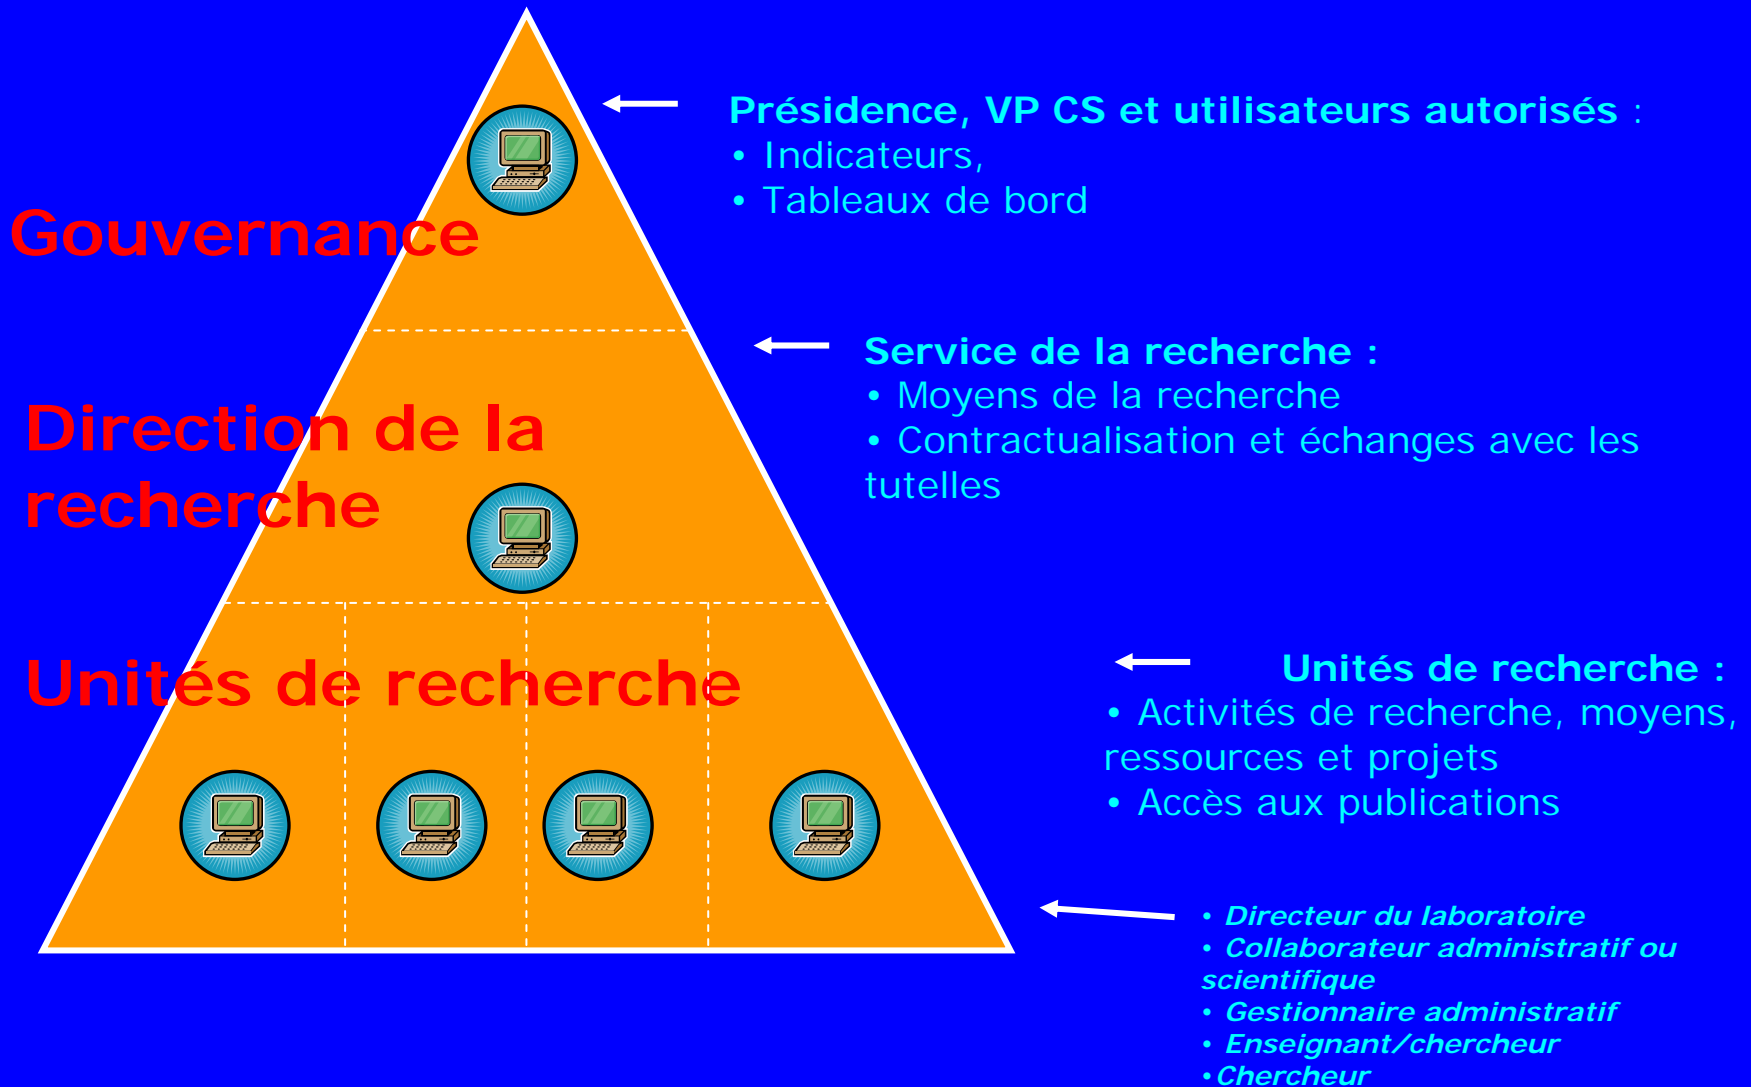 Gouvernance
Présidence, VP CS et utilisateurs autorisés :
• Indicateurs,
• Tableaux de bord
Direction de la
recherche
Service de la recherche :
• Moyens de la recherche
• Contractualisation et échanges avec les
tutelles
Unités de recherche
Unités de recherche :
• Activités de recherche, moyens,
ressources et projets
• Accès aux publications
• Directeur du laboratoire
• Collaborateur administratif ou
scientifique
• Gestionnaire administratif
• Enseignant/chercheur
•Chercheur